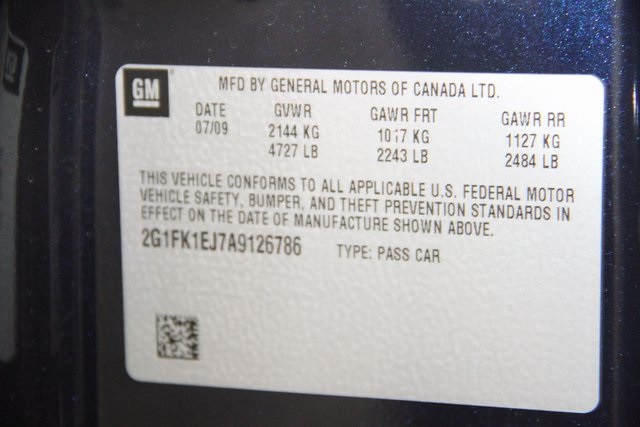 GM MFD BY GENERAL MOTORS OF CANADA LTD.
DATE GVWR GAWR FRT GAWR RR
07/09 2144 KG 1017 KG 1127 KG
4727 LB 2243 LB 2484 LB
THIS VEHICLE CONFORMS TO ALL APPLICABLE U.S. FEDERAL MOTOR
VEHICLE SAFETY, BUMPER, AND THEFT PREVENTION STANDARDS IN
EFFECT ON THE DATE OF MANUFACTURE SHOWN ABOVE.
2G1FK1EJ7A9126786 TYPE: PASS CAR